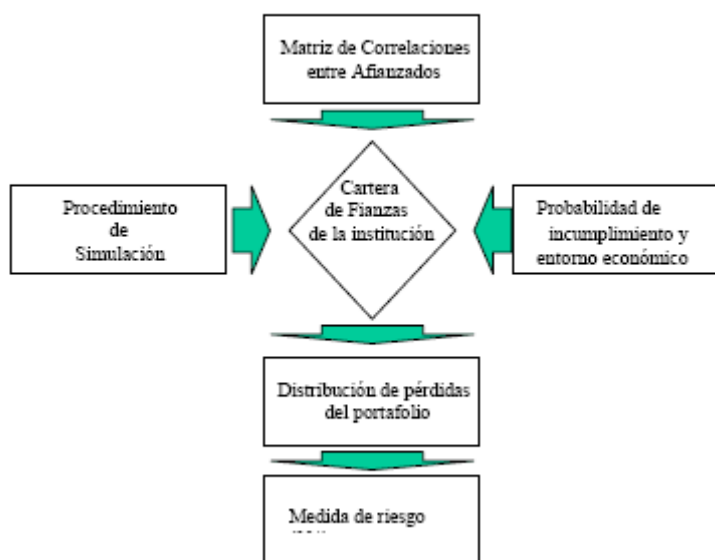 Matriz de Correlaciones
entre Afianzados
Cartera
de Fianzas
de la institución
Procedimiento
de
Simulación
Probabilidad de
incumplimiento y
entorno económico
Distribución de pérdidas
del portafolio
Medida de riesgo